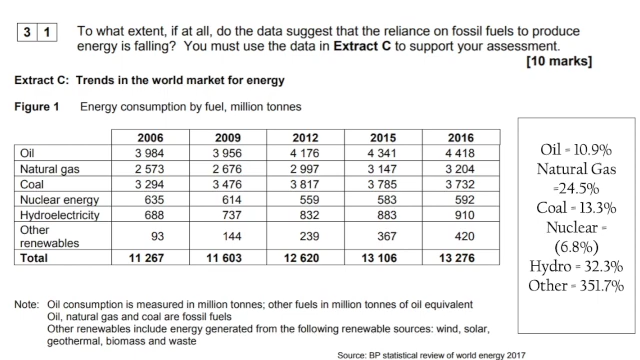 3 1 To what extent, if at all, do the data suggest that the reliance on fossil fuels to produce
energy is falling? You must use the data in Extract C to support your assessment.
[10 marks]
Extract C: Trends in the world market for energy
Figure 1 Energy consumption by fuel, million tonnes
2006 2009 2012 2015 2016
Oil 3 984 3 956 4 176 4 341 4 418
Natural gas 2 573 2 676 2 997 3 147 3 204
Coal 3 294 3 476 3 817 3 785 3 732
Nuclear energy 635 614 559 583 592
Hydroelectricity 688 737 832 883 910
Other
renewables 93 144 239 367 420
Total 11 267 11 603 12 620 13 106 13 276
Note: Oil consumption is measured in million tonnes; other fuels in million tonnes of oil equivalent
Oil, natural gas and coal are fossil fuels
Other renewables include energy generated from the following renewable sources: wind, solar,
geothermal, biomass and waste
Source: BP statistical review of world energy 2017
Oil = 10.9%
Natural Gas
=24.5%
Coal = 13.3%
Nuclear =
(6.8%)
Hydro = 32.3%
Other = 351.7%